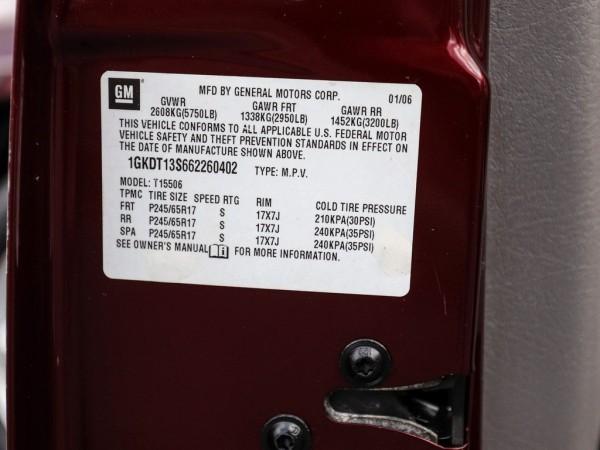 GM MFD BY GENERAL MOTORS CORP. 01/06
GVWR GAWR FRT GAWR RR
2608KG(5750LB) 1338KG(2950LB) 1452KG(3200LB)
THIS VEHICLE CONFORMS TO ALL APPLICABLE U.S. FEDERAL MOTOR
VEHICLE SAFETY AND THEFT PREVENTION STANDARDS IN EFFECT ON
THE DATE OF MANUFACTURE SHOWN ABOVE.
1GKDT13S662260402 TYPE: M.P.V.
MODEL: T15506
TPMC TIRE SIZE SPEED RTG RIM COLD TIRE PRESSURE
FRT P245/65R17 S 17X7J 210KPA(30PSI)
RR P245/65R17 S 17X7J 240KPA(35PSI)
SPA P245/65R17 S 17X7J 240KPA(35PSI)
SEE OWNER'S MANUAL i FOR MORE INFORMATION.